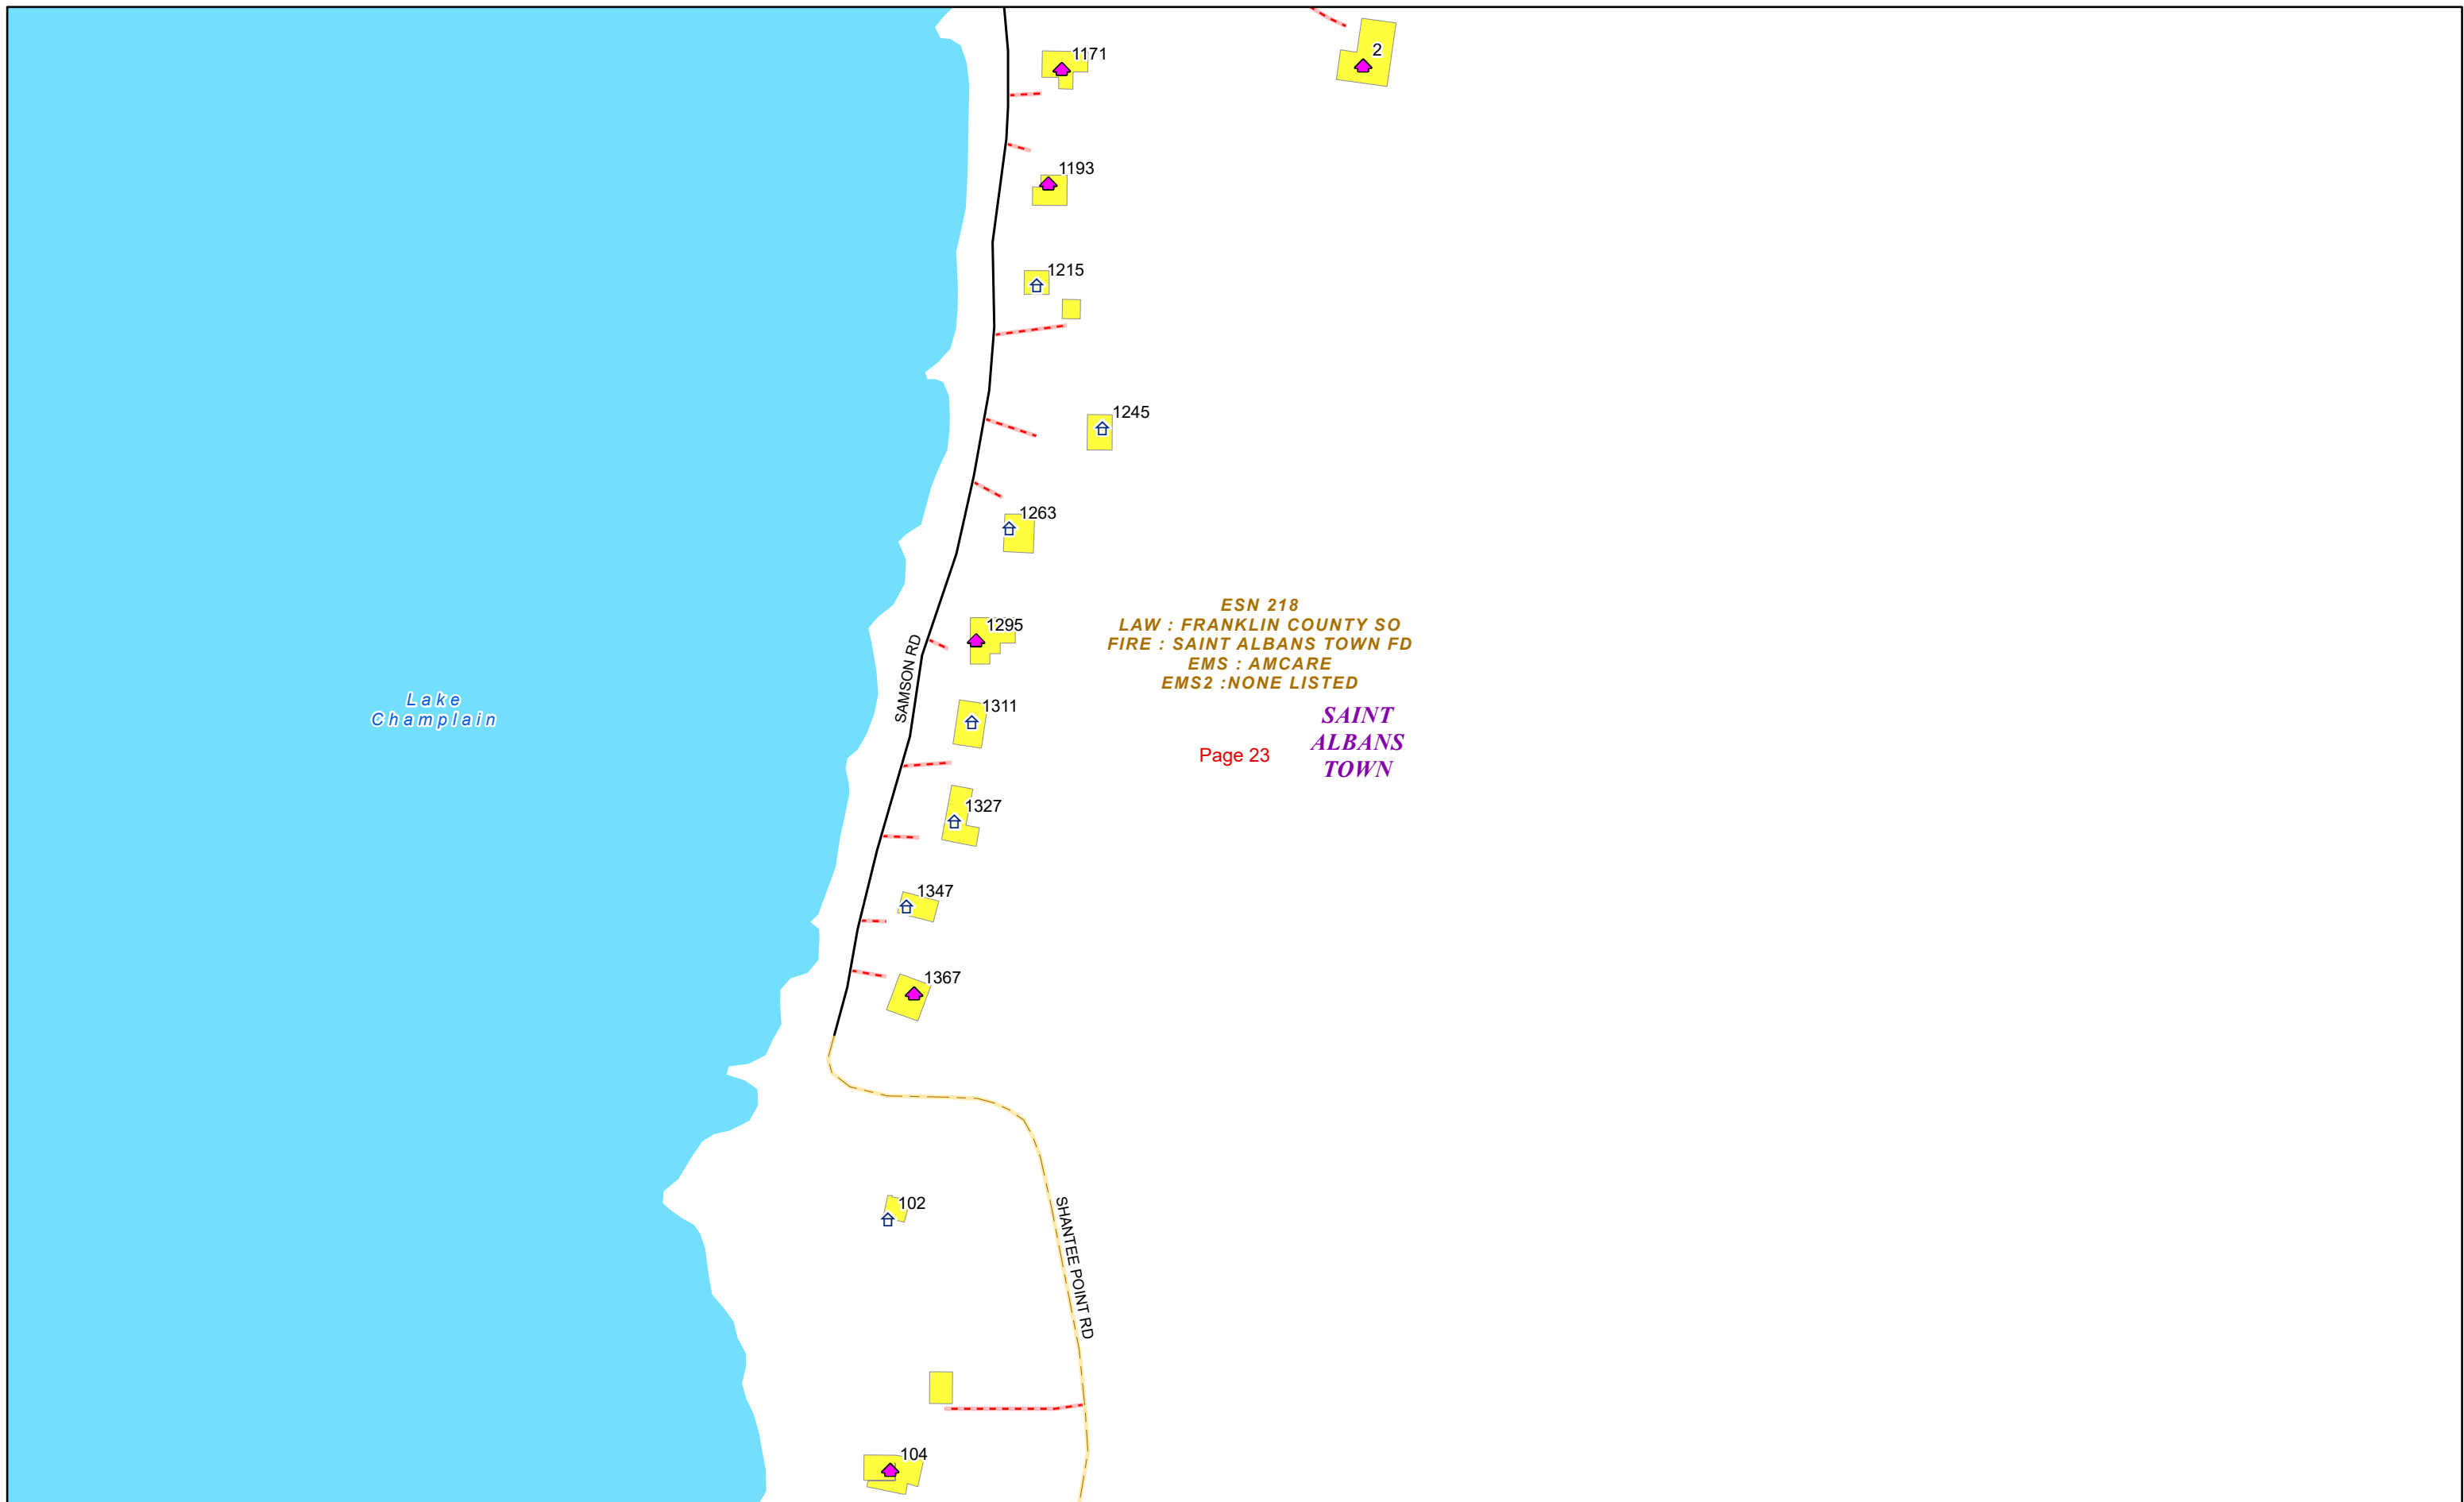 1171
2
1193
1215
1245
1263
ESN 218
LAW : FRANKLIN COUNTY SO
FIRE : SAINT ALBANS TOWN FD
EMS : AMCARE
EMS2 :NONE LISTED
1295
SAMSON RD
Lake
Champlain
1311
SAINT
ALBANS
TOWN
Page 23
1327
1347
1367
102
SHANTEE POINT RD
104